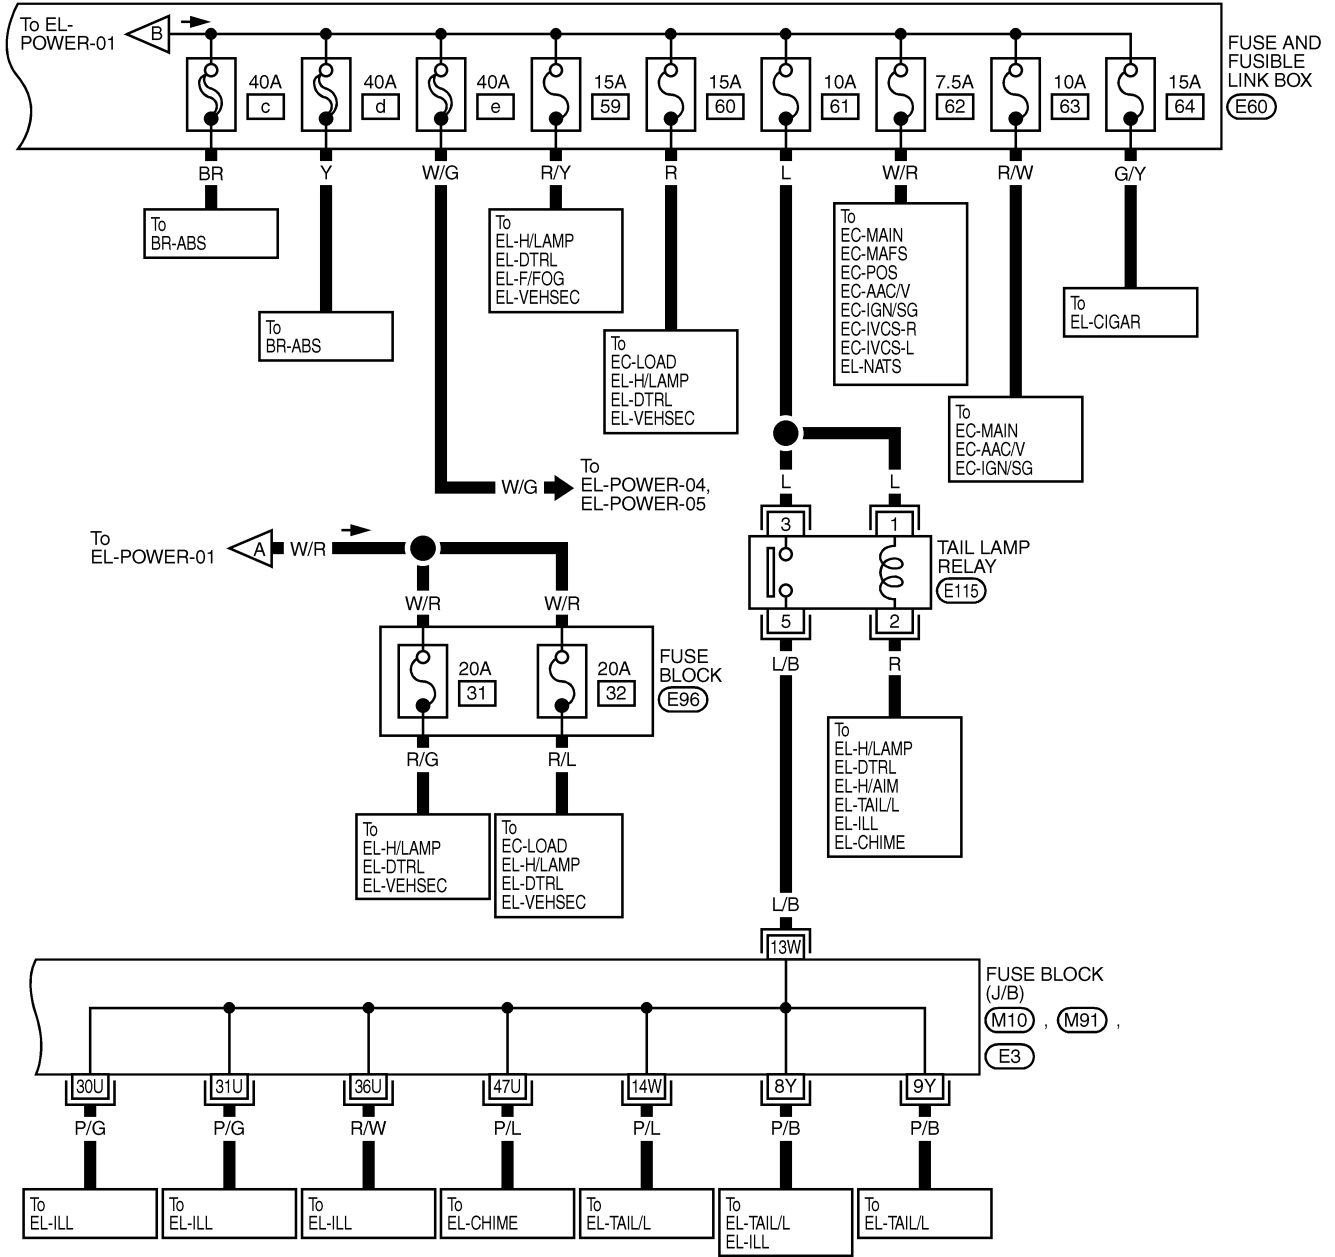 To EL-
POWER-01
B
40A
c
40A
d
40A
e
15A
59
15A
60
10A
61
7.5A
62
10A
63
15A
64
FUSE AND
FUSIBLE
LINK BOX
E60
BR
Y
W/G
R/Y
R
L
W/R
R/W
G/Y
To
BR-ABS
To
BR-ABS
To
EL-H/LAMP
EL-DTRL
EL-F/FOG
EL-VEHSEC
To
EC-LOAD
EL-H/LAMP
EL-DTRL
EL-VEHSEC
To
EC-MAIN
EC-MAFS
EC-POS
EC-AAC/V
EC-IGN/SG
EC-IVCS-R
EC-IVCS-L
EL-NATS
To
EC-MAIN
EC-AAC/V
EC-IGN/SG
To
EL-CIGAR
W/G
To
EL-POWER-04,
EL-POWER-05
L
L
3
1
TAIL LAMP
RELAY
E115
5
2
L/B
R
To
EL-H/LAMP
EL-DTRL
EL-H/AIM
EL-TAIL/L
EL-ILL
EL-CHIME
To
EL-POWER-01
A
W/R
W/R
W/R
20A
31
20A
32
FUSE
BLOCK
E96
R/G
R/L
To
EL-H/LAMP
EL-DTRL
EL-VEHSEC
To
EC-LOAD
EL-H/LAMP
EL-DTRL
EL-VEHSEC
L/B
13W
FUSE BLOCK
(J/B)
M10 , M91 ,
E3
30U
31U
36U
47U
14W
8Y
9Y
P/G
P/G
R/W
P/L
P/L
P/B
P/B
To
EL-ILL
To
EL-ILL
To
EL-ILL
To
EL-CHIME
To
EL-TAIL/L
To
EL-TAIL/L
EL-ILL
To
EL-TAIL/L